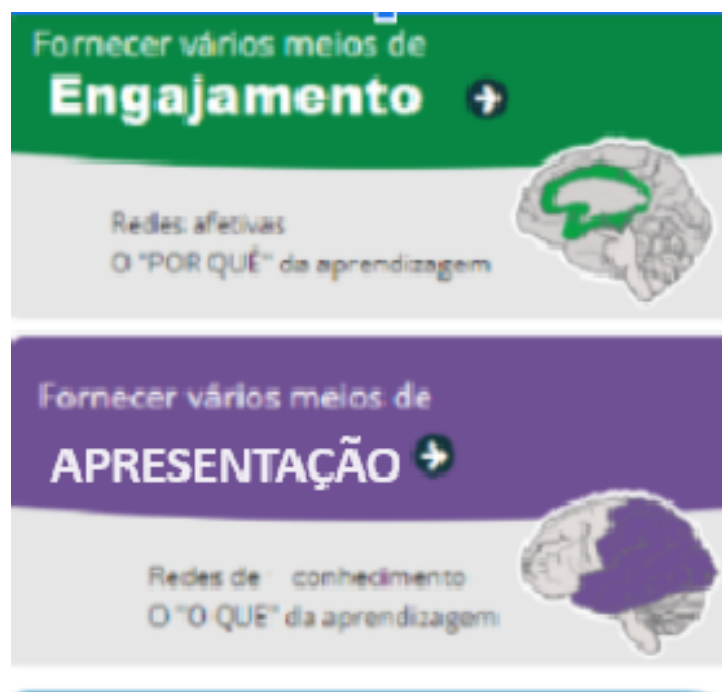 Fornecer vários meios de
Engajamento
Redes afetivas
O "POR QUÊ" da aprendizagem
Fornecer vários meios de
APRESENTAÇÃO
Redes de conhecimento
O "O QUE" da aprendizagem